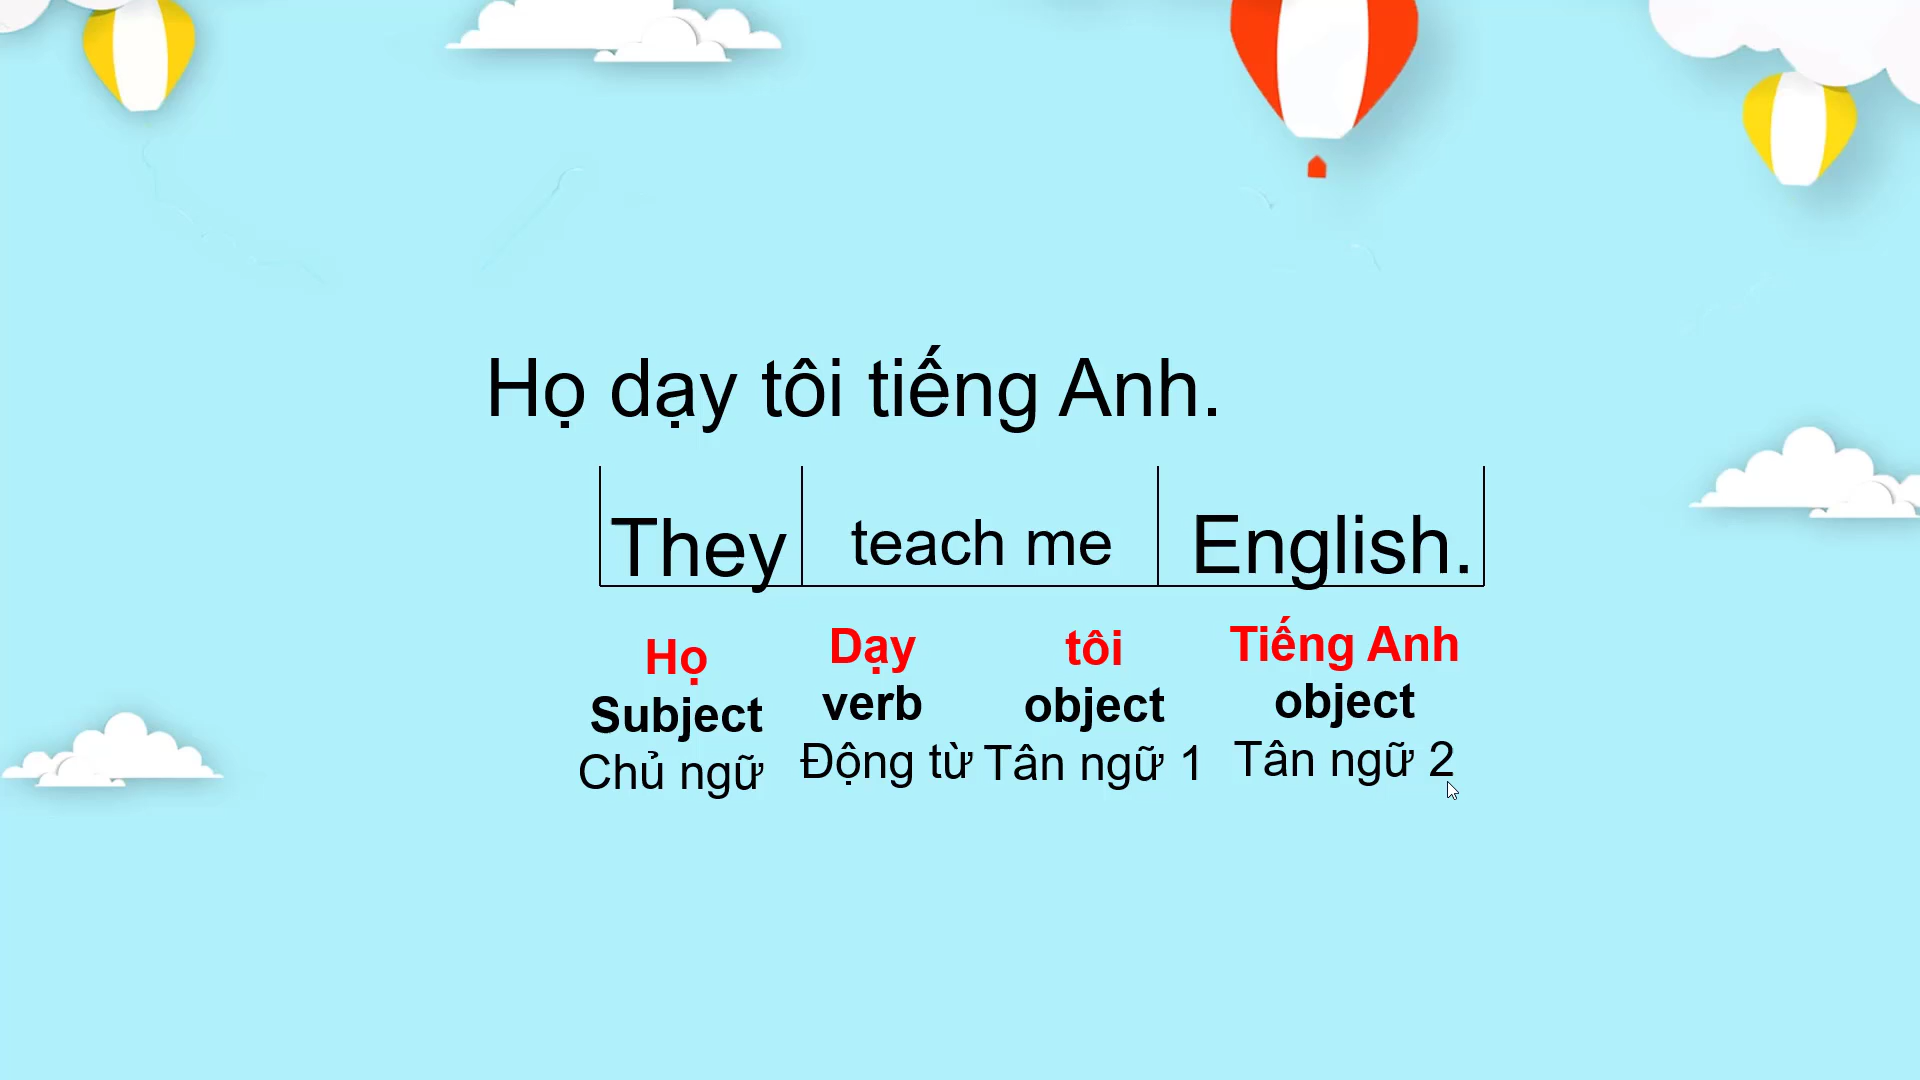 Họ dạy tôi tiếng Anh.
They teach me English.
Họ Dạy tôi Tiếng Anh
Subject verb object object
Chủ ngữ Động từ Tân ngữ 1 Tân ngữ 2